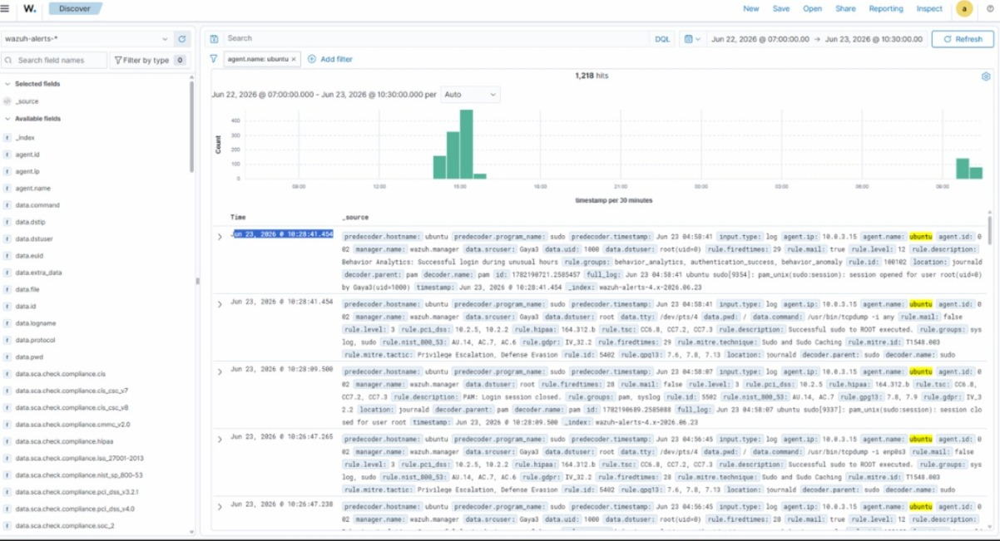 W. Discover New Save Open Share Reporting Inspect a
wazuh-alerts-*
Search field names Filter by type 0
Selected fields
_source
Available fields
_index
agent.id
agent.ip
agent.name
data.command
data.dstip
data.dstuser
data.euid
data.extra_data
data.file
data.id
data.logname
data.protocol
data.pwd
data.sca.check.compliance.cis
data.sca.check.compliance.cis_csc_v7
data.sca.check.compliance.cis_csc_v8
data.sca.check.compliance.cmmc_v2.0
data.sca.check.compliance.hipaa
data.sca.check.compliance.iso_27001-2013
data.sca.check.compliance.nist_sp_800-53
data.sca.check.compliance.pci_dss_v3.2.1
data.sca.check.compliance.pci_dss_v4.0
data.sca.check.compliance.soc_2
Search DQL Jun 22, 2026 @ 07:00:00.00 → Jun 23, 2026 @ 10:30:00.00 Refresh
agent.name: ubuntu × Add filter
1,218 hits
Jun 22, 2026 @ 07:00:00.000 - Jun 23, 2026 @ 10:30:00.000 per Auto
Count
400
300
200
100
0
09:00 12:00 15:00 18:00 21:00 00:00 03:00 06:00 09:00
timestamp per 30 minutes
Time _source
Jun 23, 2026 @ 10:28:41.454
predecoder.hostname: ubuntu predecoder.program_name: sudo predecoder.timestamp: Jun 23 04:58:41 input.type: log agent.ip: 10.0.3.15 agent.name: ubuntu agent.id: 0
02 manager.name: wazuh.manager data.srcuser: Gaya3 data.uid: 1000 data.dstuser: root(uid=0) rule.firedtimes: 29 rule.mail: true rule.level: 12 rule.description:
Behavior Analytics: Successful login during unusual hours rule.groups: behavior_analytics, authentication_success, behavior_anomaly rule.id: 100102 location: journald
decoder.parent: pam decoder.name: pam id: 1782190721.2585457 full_log: Jun 23 04:58:41 ubuntu sudo[9354]: pam_unix(sudo:session): session opened for user root(uid=0)
by Gaya3(uid=1000) timestamp: Jun 23, 2026 @ 10:28:41.454 _index: wazuh-alerts-4.x-2026.06.23
Jun 23, 2026 @ 10:28:41.454
predecoder.hostname: ubuntu predecoder.program_name: sudo predecoder.timestamp: Jun 23 04:58:41 input.type: log agent.ip: 10.0.3.15 agent.name: ubuntu agent.id: 0
02 manager.name: wazuh.manager data.srcuser: Gaya3 data.dstuser: root data.tty: /dev/pts/4 data.pwd: / data.command: /usr/bin/tcpdump -i any rule.mail: false
rule.level: 3 rule.pci_dss: 10.2.5, 10.2.2 rule.hipaa: 164.312.b rule.tsc: CC6.8, CC7.2, CC7.3 rule.description: Successful sudo to ROOT executed. rule.groups: sys
log, sudo rule.nist_800_53: AU.14, AC.7, AC.6 rule.gdpr: IV_32.2 rule.firedtimes: 29 rule.mitre.technique: Sudo and Sudo Caching rule.mitre.id: T1548.003
rule.mitre.tactic: Privilege Escalation, Defense Evasion rule.id: 5402 rule.gpg13: 7.6, 7.8, 7.13 location: journald decoder.parent: sudo decoder.name: sudo
Jun 23, 2026 @ 10:28:09.500
predecoder.hostname: ubuntu predecoder.program_name: sudo predecoder.timestamp: Jun 23 04:58:07 input.type: log agent.ip: 10.0.3.15 agent.name: ubuntu agent.id: 0
02 manager.name: wazuh.manager data.dstuser: root rule.firedtimes: 28 rule.mail: false rule.level: 3 rule.pci_dss: 10.2.5 rule.hipaa: 164.312.b rule.tsc: CC6.8,
CC7.2, CC7.3 rule.description: PAM: Login session closed. rule.groups: pam, syslog rule.id: 5502 rule.nist_800_53: AU.14, AC.7 rule.gpg13: 7.8, 7.9 rule.gdpr: IV_3
2.2 location: journald decoder.parent: pam decoder.name: pam id: 1782190689.2585088 full_log: Jun 23 04:58:07 ubuntu sudo[9337]: pam_unix(sudo:session): session clo
sed for user root timestamp: Jun 23, 2026 @ 10:28:09.500 _index: wazuh-alerts-4.x-2026.06.23
Jun 23, 2026 @ 10:26:47.265
predecoder.hostname: ubuntu predecoder.program_name: sudo predecoder.timestamp: Jun 23 04:56:45 input.type: log agent.ip: 10.0.3.15 agent.name: ubuntu agent.id: 0
02 manager.name: wazuh.manager data.srcuser: Gaya3 data.dstuser: root data.tty: /dev/pts/4 data.pwd: / data.command: /usr/bin/tcpdump -i enp0s3 rule.mail: false
rule.level: 3 rule.pci_dss: 10.2.5, 10.2.2 rule.hipaa: 164.312.b rule.tsc: CC6.8, CC7.2, CC7.3 rule.description: Successful sudo to ROOT executed. rule.groups: sys
log, sudo rule.nist_800_53: AU.14, AC.7, AC.6 rule.gdpr: IV_32.2 rule.firedtimes: 28 rule.mitre.technique: Sudo and Sudo Caching rule.mitre.id: T1548.003
rule.mitre.tactic: Privilege Escalation, Defense Evasion rule.id: 5402 rule.gpg13: 7.6, 7.8, 7.13 location: journald decoder.parent: sudo decoder.name: sudo
Jun 23, 2026 @ 10:26:47.238
predecoder.hostname: ubuntu predecoder.program_name: sudo predecoder.timestamp: Jun 23 04:56:45 input.type: log agent.ip: 10.0.3.15 agent.name: ubuntu agent.id: 0
02 manager.name: wazuh.manager data.srcuser: Gaya3 data.uid: 1000 data.dstuser: root(uid=0) rule.firedtimes: 28 rule.mail: true rule.level: 12 rule.description: